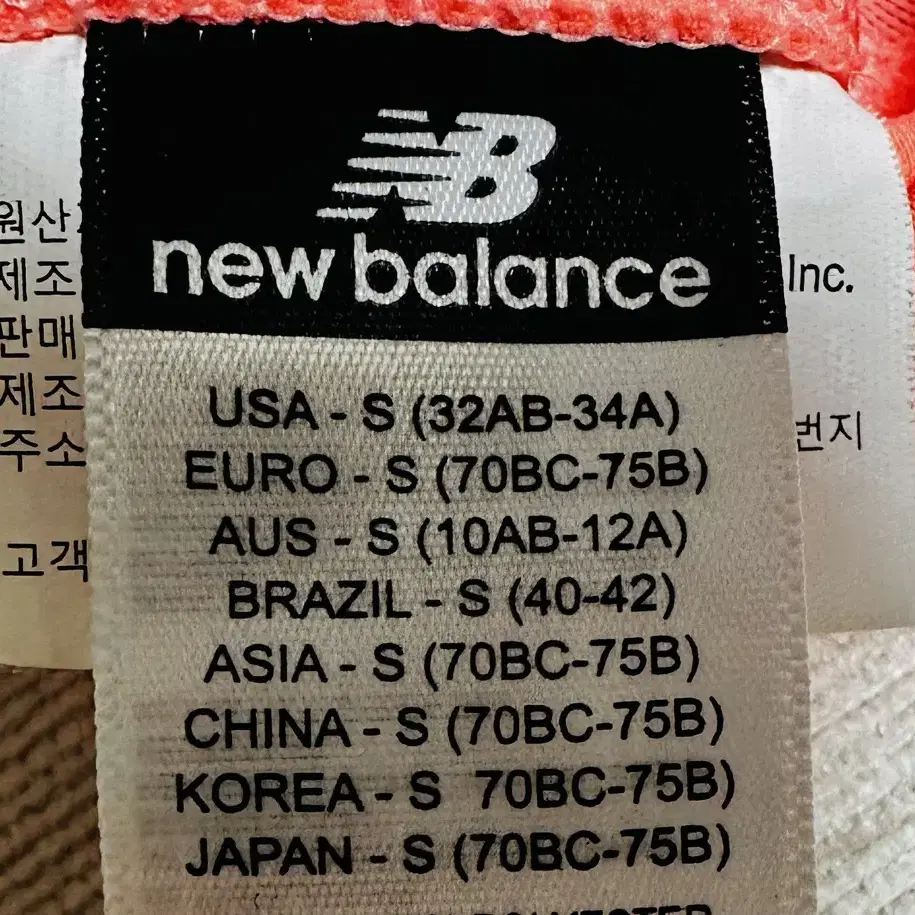 NB
new balance
USA - S (32AB-34A)
EURO - S (70BC-75B)
AUS - S (10AB-12A)
BRAZIL - S (40-42)
ASIA - S (70BC-75B)
CHINA - S (70BC-75B)
KOREA - S 70BC-75B)
JAPAN - S (70BC-75B)
원산
제조 Inc.
판매
제조
주소 번지
고객